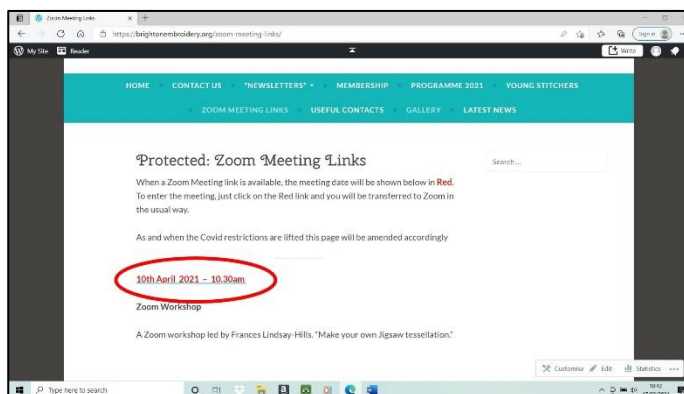 Zoom Meeting Links
https://brightonembroidery.org/zoom-meeting-links/
Sign in
My Site Reader Write
HOME CONTACT US *NEWSLETTERS* MEMBERSHIP PROGRAMME 2021 YOUNG STITCHERS
ZOOM MEETING LINKS USEFUL CONTACTS GALLERY LATEST NEWS
Protected: Zoom Meeting Links
Search ...
When a Zoom Meeting link is available, the meeting date will be shown below in Red.
To enter the meeting, just click on the Red link and you will be transferred to Zoom in
the usual way.
As and when the Covid restrictions are lifted this page will be amended accordingly
10th April 2021 - 10.30am
Zoom Workshop
A Zoom workshop led by Frances Lindsay-Hills. "Make your own Jigsaw tessellation."
Customise Edit Statistics
Type here to search
10:42